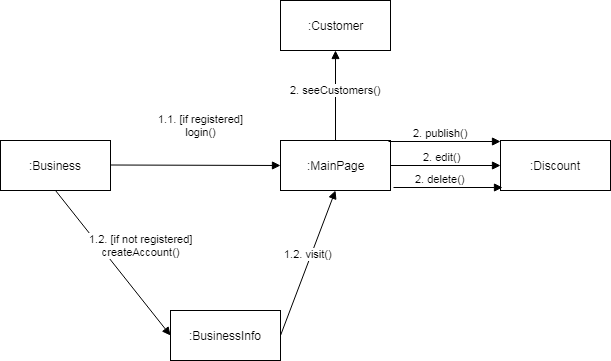 :Customer
2. seeCustomers()
1.1. [if registered]
login()
2. publish()
:Business
:MainPage
2. edit()
:Discount
2. delete()
1.2. [if not registered]
createAccount()
1.2. visit()
:BusinessInfo